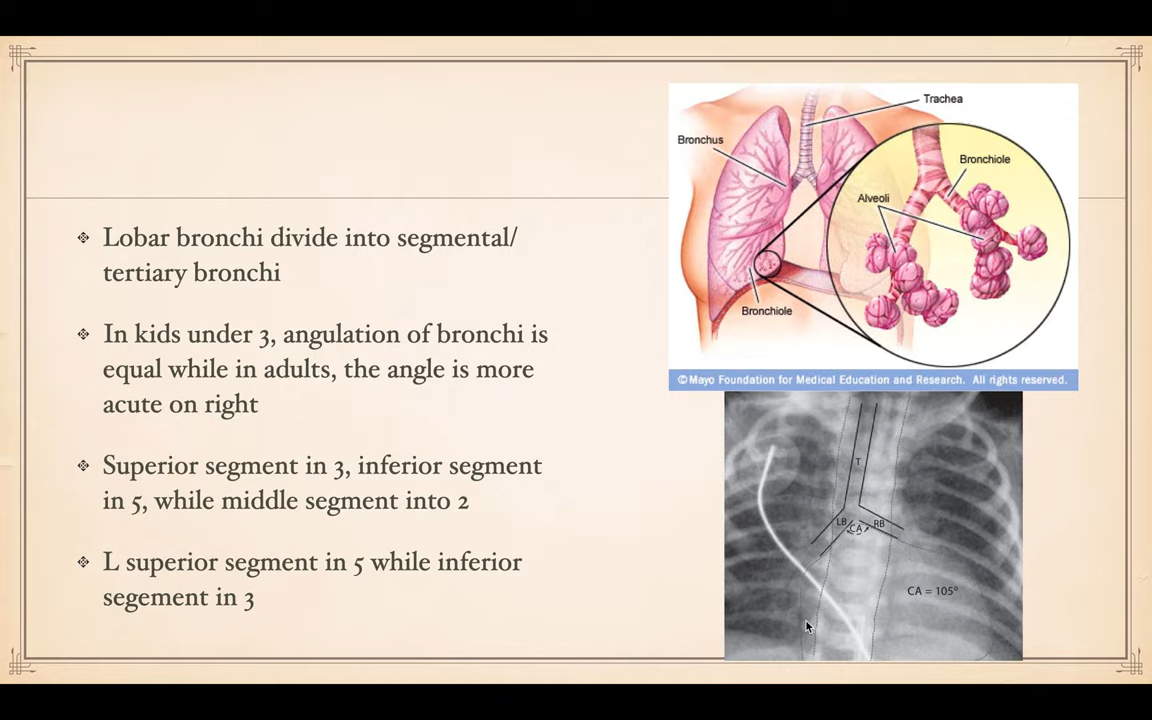 Lobar bronchi divide into segmental/
tertiary bronchi
In kids under 3, angulation of bronchi is
equal while in adults, the angle is more
acute on right
Superior segment in 3, inferior segment
in 5, while middle segment into 2
L superior segment in 5 while inferior
segement in 3
Trachea
Bronchus
Bronchiole
Alveoli
Bronchiole
©Mayo Foundation for Medical Education and Research. All rights reserved.
T
LB
CA
RB
CA = 105°